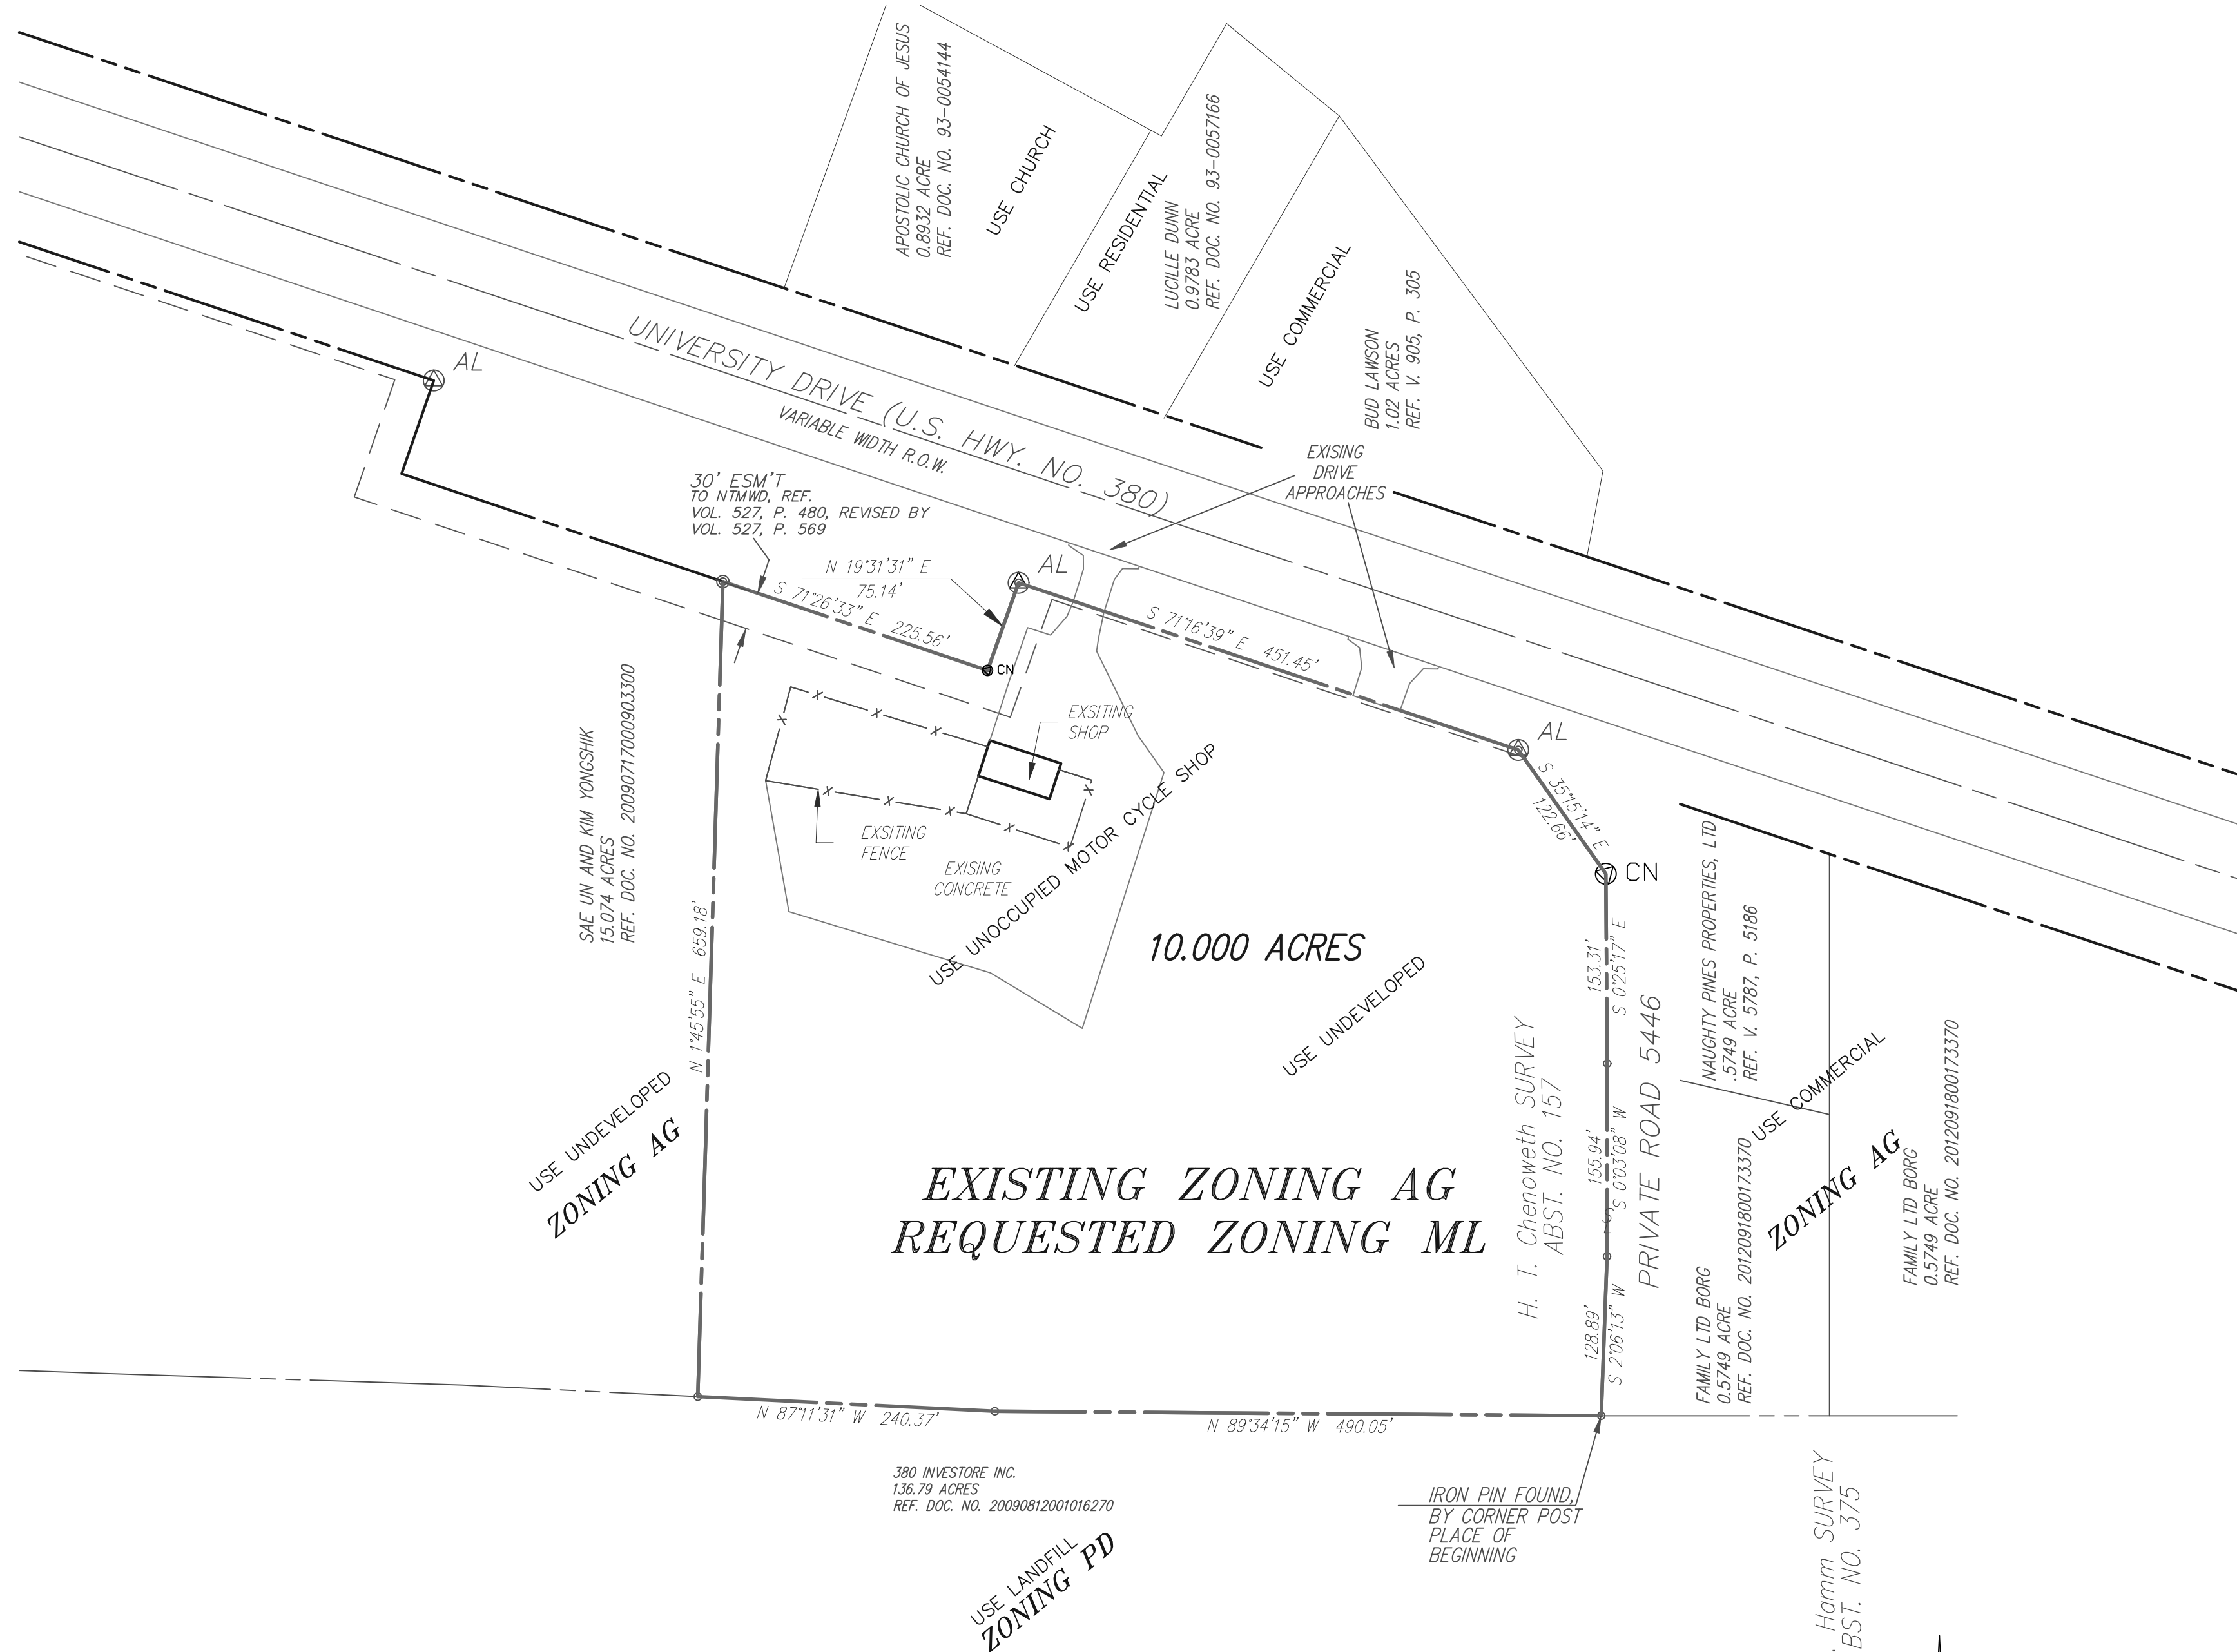 APOSTOLIC CHURCH OF JESUS
0.8932 ACRE
REF. DOC. NO. 93-0054144
USE CHURCH
USE RESIDENTIAL
LUCILLE DUNN
0.9783 ACRE
REF. DOC. NO. 93-0057166
USE COMMERCIAL
BUD LAWSON
1.02 ACRES
REF. V. 905, P. 305
AL
UNIVERSITY DRIVE (U.S. HWY. NO. 380)
VARIABLE WIDTH R.O.W.
EXISING
DRIVE
APPROACHES
30' ESM'T
TO NTMWD, REF.
VOL. 527, P. 480, REVISED BY
VOL. 527, P. 569
N 19°31'31" E
75.14'
AL
S 71°26'33" E 225.56'
CN
S 71°16'39" E 451.45'
AL
S 35°15'14" E
122.66'
CN
EXSITING
SHOP
EXSITING
FENCE
EXISING
CONCRETE
USE UNOCCUPIED MOTOR CYCLE SHOP
SAE UN AND KIM YONGSHIK
15.074 ACRES
REF. DOC. NO. 20090717000903300
N 1°45'55" E 659.18'
10.000 ACRES
USE UNDEVELOPED
153.31'
S 0°25'17" E
NAUGHTY PINES PROPERTIES, LTD
.5749 ACRE
REF. V. 5787, P. 5186
USE COMMERCIAL
H. T. Chenoweth SURVEY
ABST. NO. 157
155.94'
S 0°03'08" W
PRIVATE ROAD 5446
USE UNDEVELOPED
ZONING AG
EXISTING ZONING AG
REQUESTED ZONING ML
ZONING AG
FAMILY LTD BORG
0.5749 ACRE
REF. DOC. NO. 2012091800173370
FAMILY LTD BORG
0.5749 ACRE
REF. DOC. NO. 2012091800173370
128.89'
S 2°06'13" W
N 87°11'31" W 240.37'
N 89°34'15" W 490.05'
380 INVESTORE INC.
136.79 ACRES
REF. DOC. NO. 20090812001016270
IRON PIN FOUND,
BY CORNER POST
PLACE OF
BEGINNING
USE LANDFILL
ZONING PD
. Hamm SURVEY
BST. NO. 375